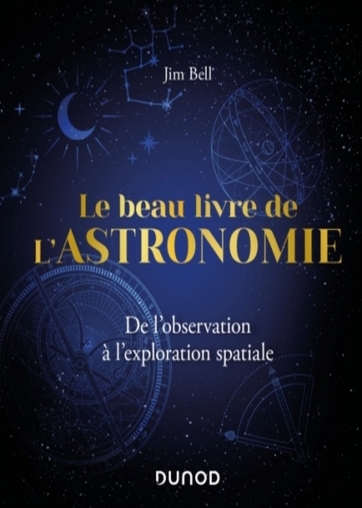 Jim Bell
Le beau livre de
L'ASTRONOMIE
De l'observation
à l'exploration spatiale
DUNOD